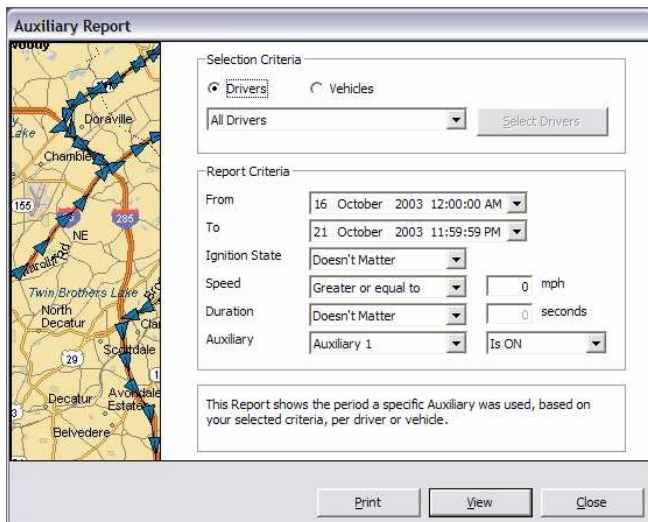 Auxiliary Report
Selection Criteria
Drivers
Vehicles
All Drivers
Select Drivers
Report Criteria
From
16 October 2003 12:00:00 AM
To
21 October 2003 11:59:59 PM
Ignition State
Doesn't Matter
Speed
Greater or equal to
0
mph
Duration
Doesn't Matter
0
seconds
Auxiliary
Auxiliary 1
Is ON
This Report shows the period a specific Auxiliary was used, based on
your selected criteria, per driver or vehicle.
Print
View
Close
Doraville
Lake
155
285
NE
Twin Brothers Lake
North
Decatur
Scottdale
29
Decatur
Avondale
Estate
Belvedere